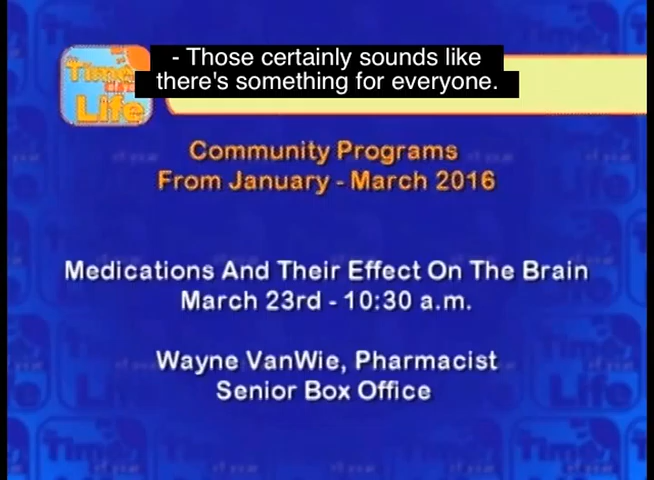 - Those certainly sounds like
there's something for everyone.
Time
Life
Community Programs
From January - March 2016
Medications And Their Effect On The Brain
March 23rd - 10:30 a.m.
Wayne VanWie, Pharmacist
Senior Box Office